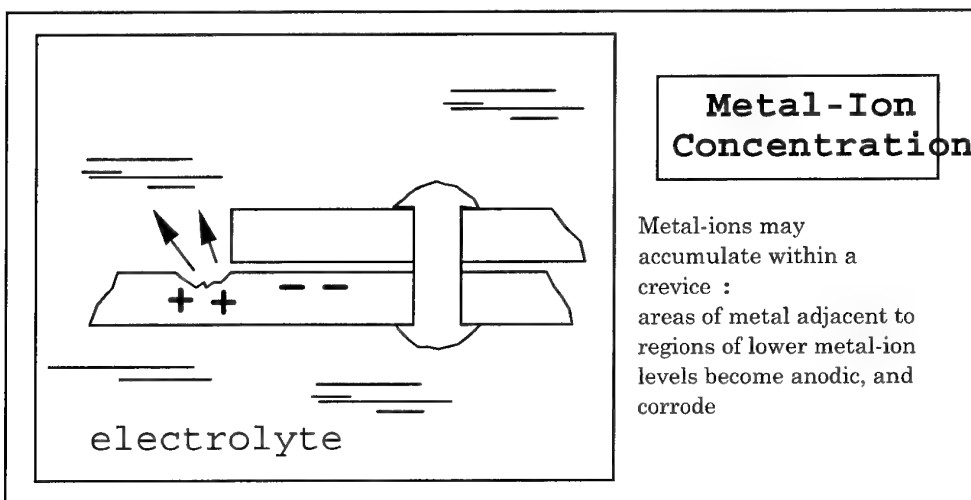 Metal-Ion
Concentration
Metal-ions may
accumulate within a
crevice :
areas of metal adjacent to
regions of lower metal-ion
levels become anodic, and
corrode
+ + - -
electrolyte